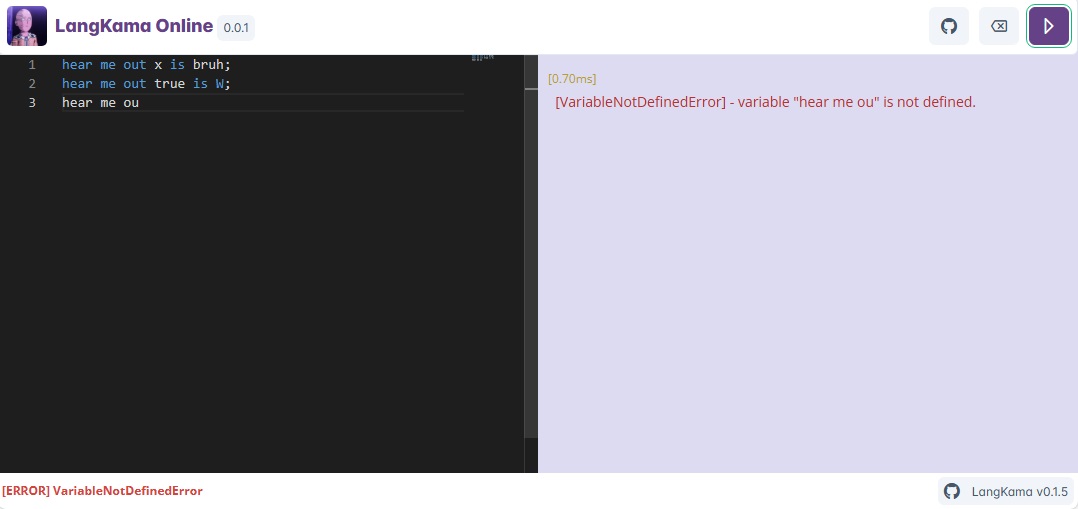 LangKama Online 0.0.1
1 hear me out x is bruh;
2 hear me out true is W;
3 hear me ou
[0.70ms]
[VariableNotDefinedError] - variable "hear me ou" is not defined.
[ERROR] VariableNotDefinedError
LangKama v0.1.5